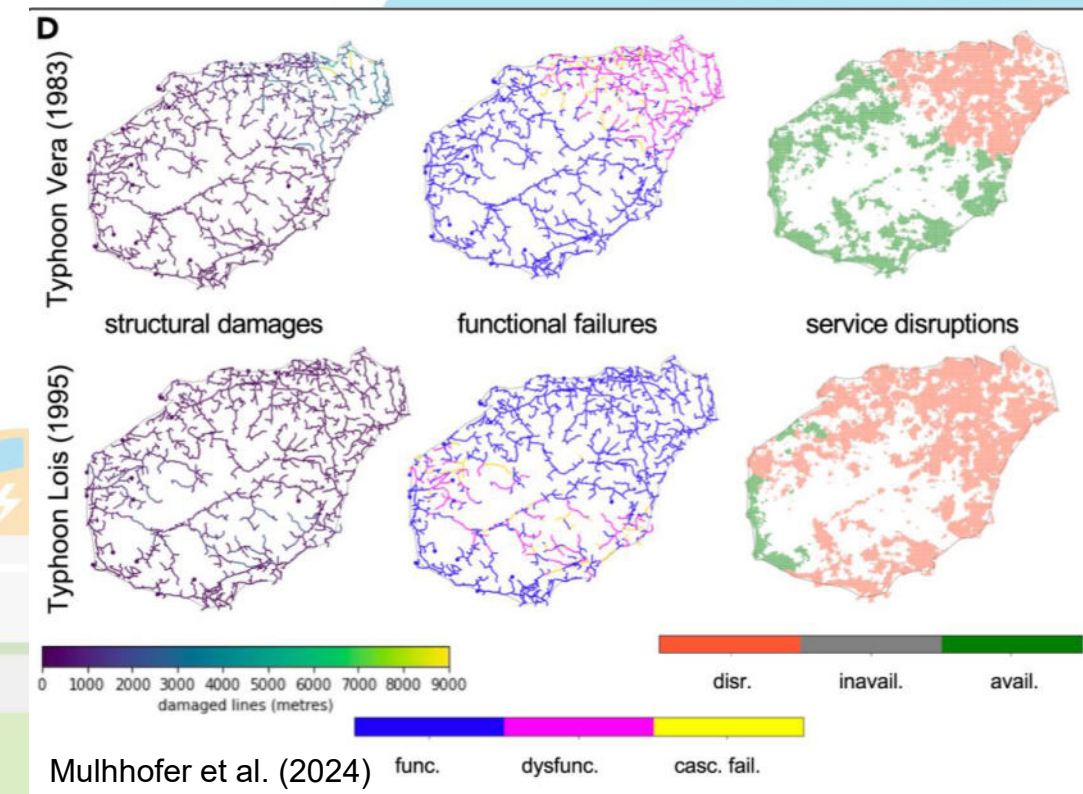 D
Typhoon Vera (1983)
structural damages
functional failures
service disruptions
Typhoon Lois (1995)
0 1000 2000 3000 4000 5000 6000 7000 8000 9000
damaged lines (metres)
disr. inavail. avail.
func. dysfunc. casc. fail.
Mulhhofer et al. (2024)